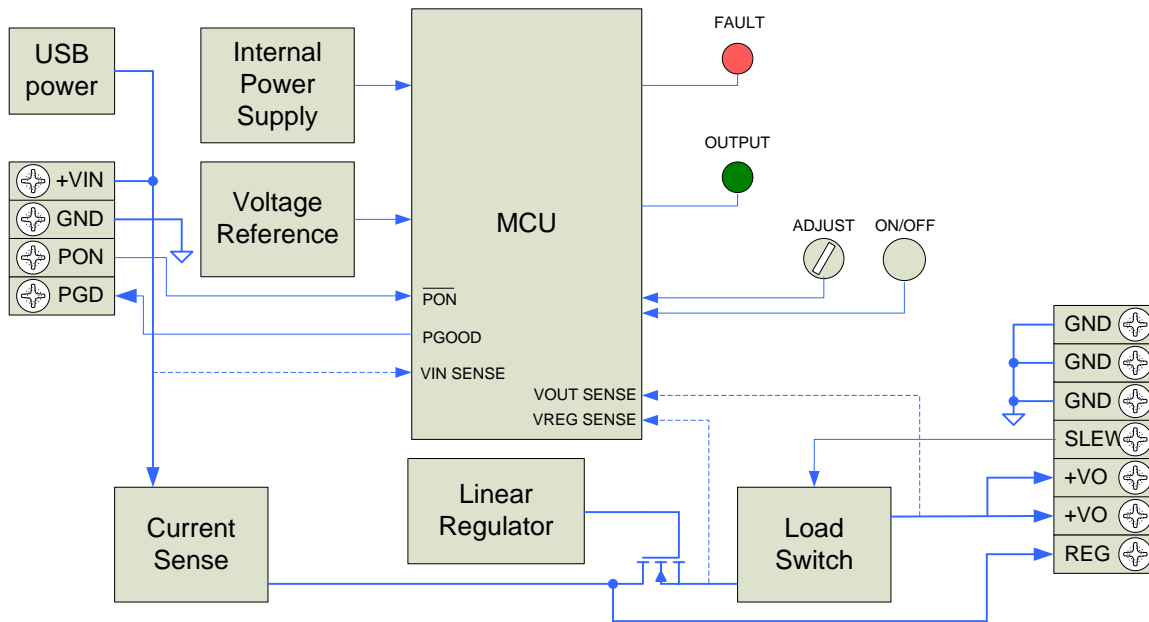 USB
power
Internal
Power
Supply
FAULT
+VIN
GND
PON
PGD
Voltage
Reference
MCU
OUTPUT
ADJUST
ON/OFF
PON
PGOOD
VIN SENSE
VOUT SENSE
VREG SENSE
GND
GND
GND
SLEW
+VO
+VO
REG
Current
Sense
Linear
Regulator
Load
Switch